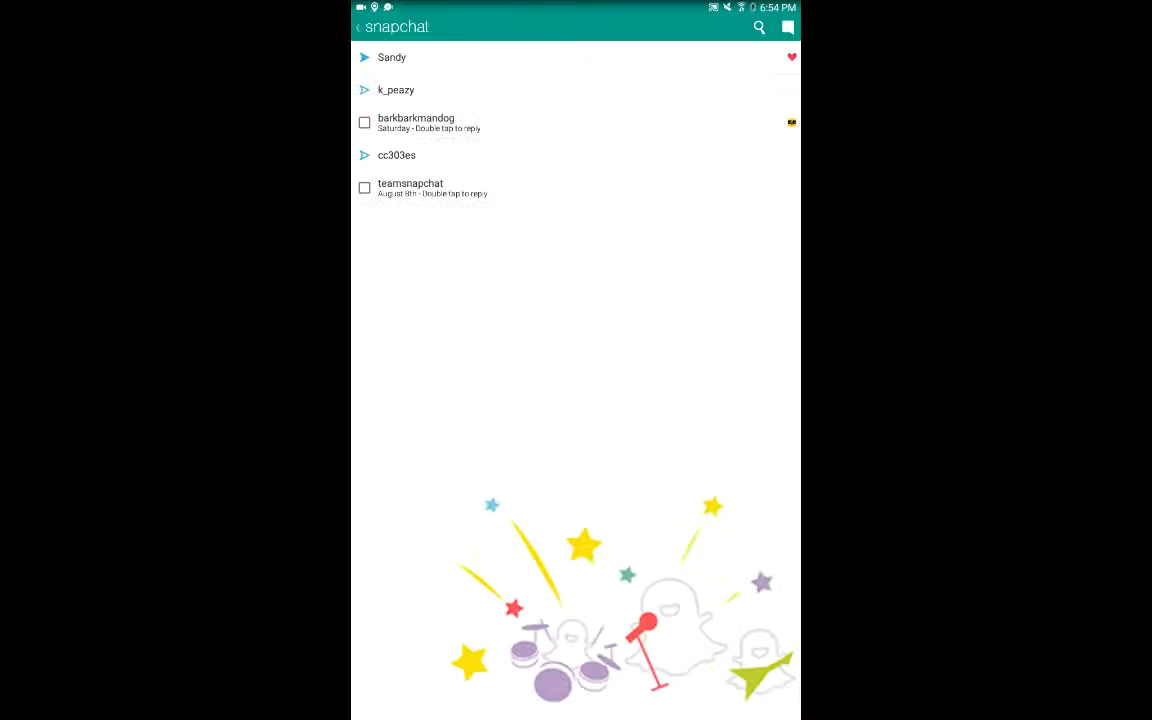 6:54 PM
snapchat
Sandy
k_peazy
barkbarkmandog
Saturday - Double tap to reply
cc303es
teamsnapchat
August 8th - Double tap to reply